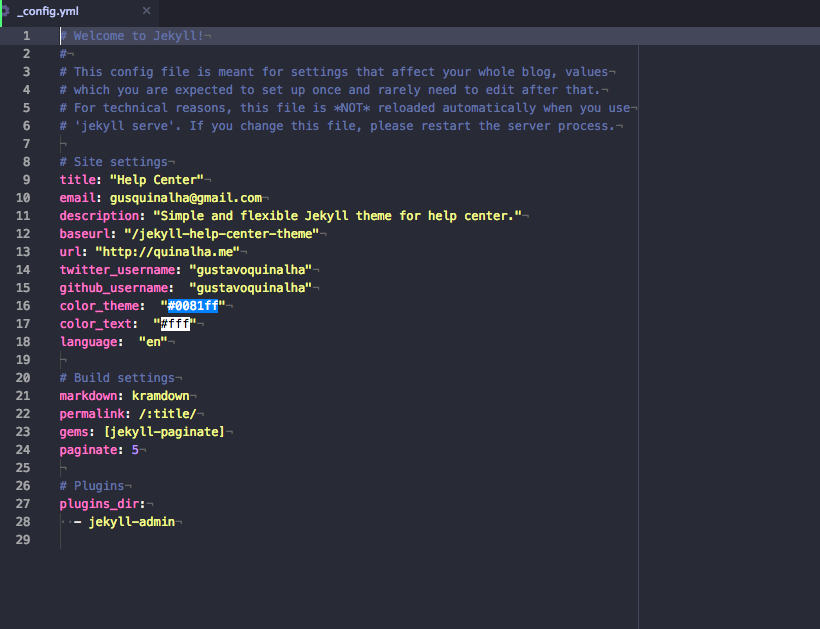 _config.yml ×
1 # Welcome to Jekyll!¬
2 #¬
3 # This config file is meant for settings that affect your whole blog, values¬
4 # which you are expected to set up once and rarely need to edit after that.¬
5 # For technical reasons, this file is *NOT* reloaded automatically when you use¬
6 # 'jekyll serve'. If you change this file, please restart the server process.¬
7 ¬
8 # Site settings¬
9 title: "Help Center"¬
10 email: gusquinalha@gmail.com¬
11 description: "Simple and flexible Jekyll theme for help center."¬
12 baseurl: "/jekyll-help-center-theme"¬
13 url: "http://quinalha.me"¬
14 twitter_username: "gustavoquinalha"¬
15 github_username:  "gustavoquinalha"¬
16 color_theme:  "#0081ff"¬
17 color_text:  "#fff"¬
18 language:  "en"¬
19 ¬
20 # Build settings¬
21 markdown: kramdown¬
22 permalink: /:title/¬
23 gems: [jekyll-paginate]¬
24 paginate: 5¬
25 ¬
26 # Plugins¬
27 plugins_dir:¬
28 ··- jekyll-admin¬
29